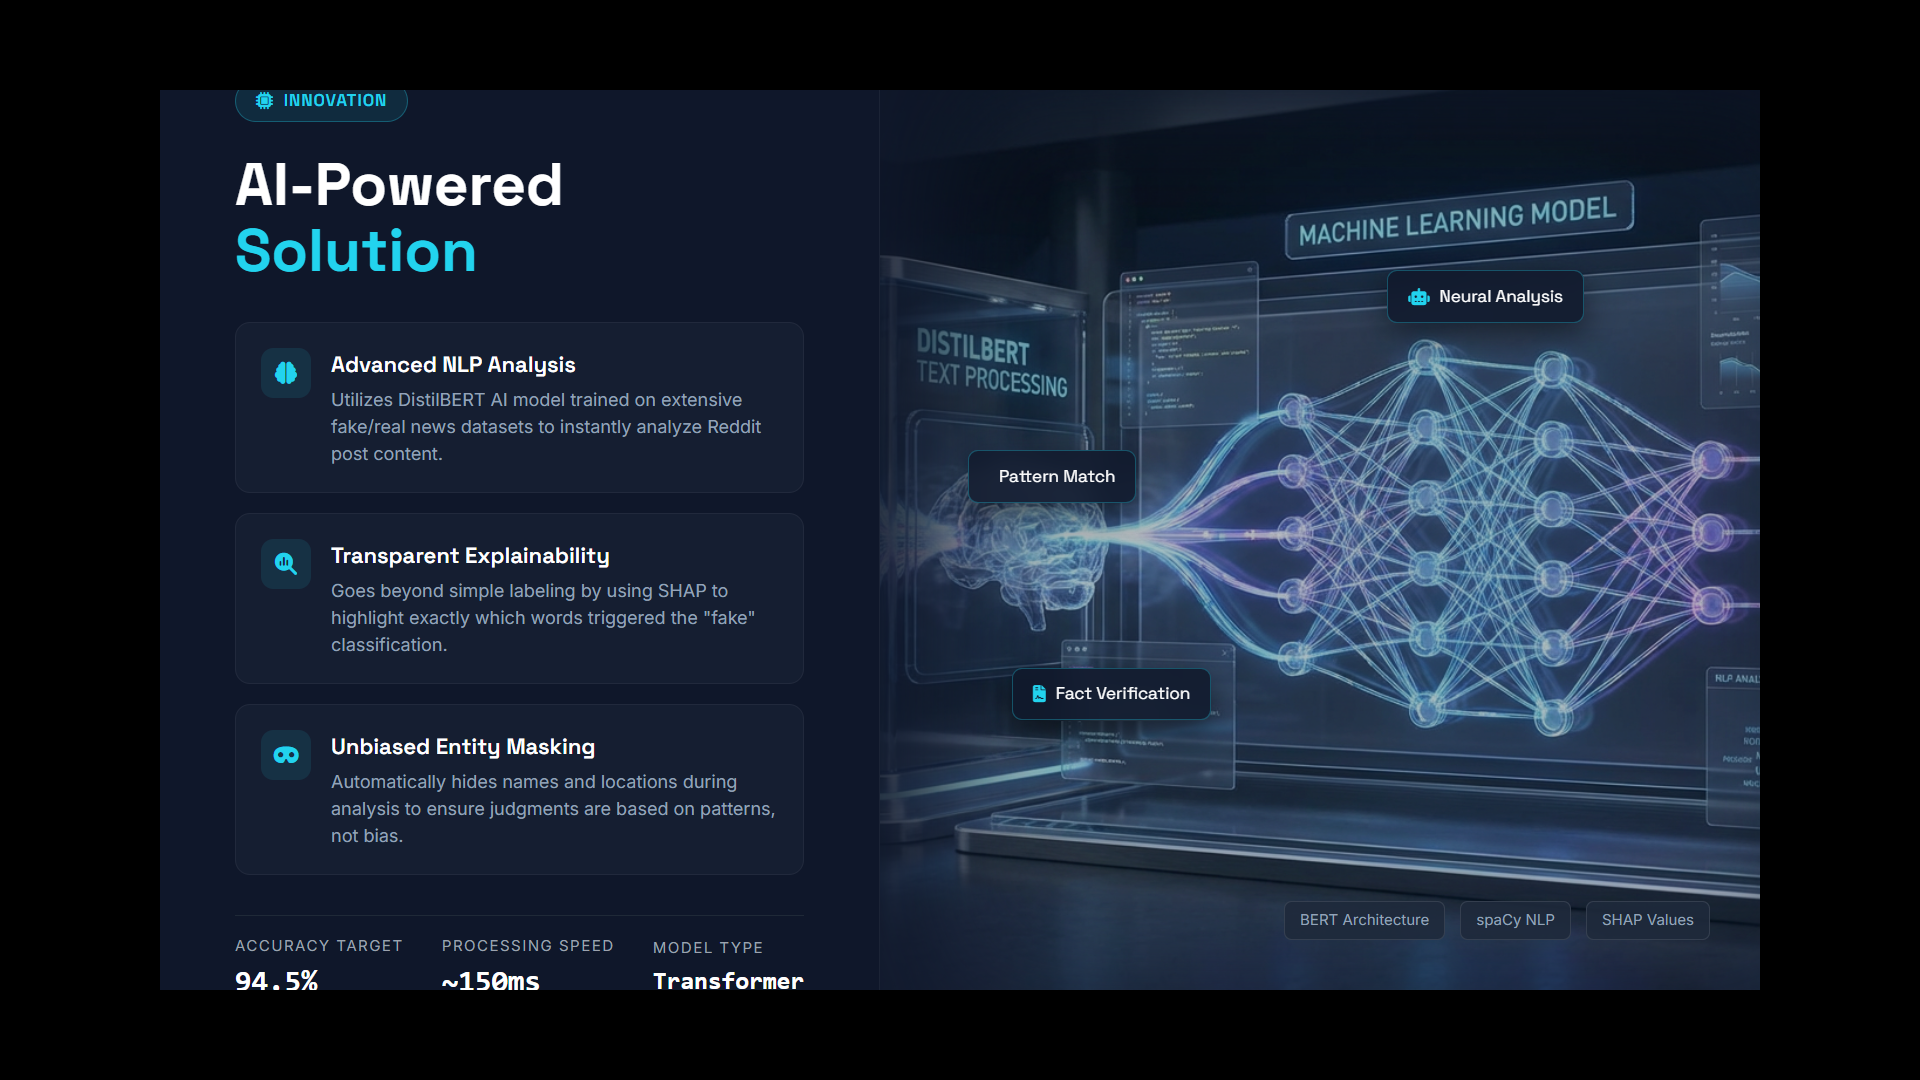 INNOVATION
AI-Powered
Solution
Advanced NLP Analysis
Utilizes DistilBERT AI model trained on extensive
fake/real news datasets to instantly analyze Reddit
post content.
Transparent Explainability
Goes beyond simple labeling by using SHAP to
highlight exactly which words triggered the "fake"
classification.
Unbiased Entity Masking
Automatically hides names and locations during
analysis to ensure judgments are based on patterns,
not bias.
ACCURACY TARGET
94.5%
PROCESSING SPEED
~150ms
MODEL TYPE
Transformer
MACHINE LEARNING MODEL
Neural Analysis
DISTILBERT
TEXT PROCESSING
Pattern Match
Fact Verification
BERT Architecture
spaCy NLP
SHAP Values